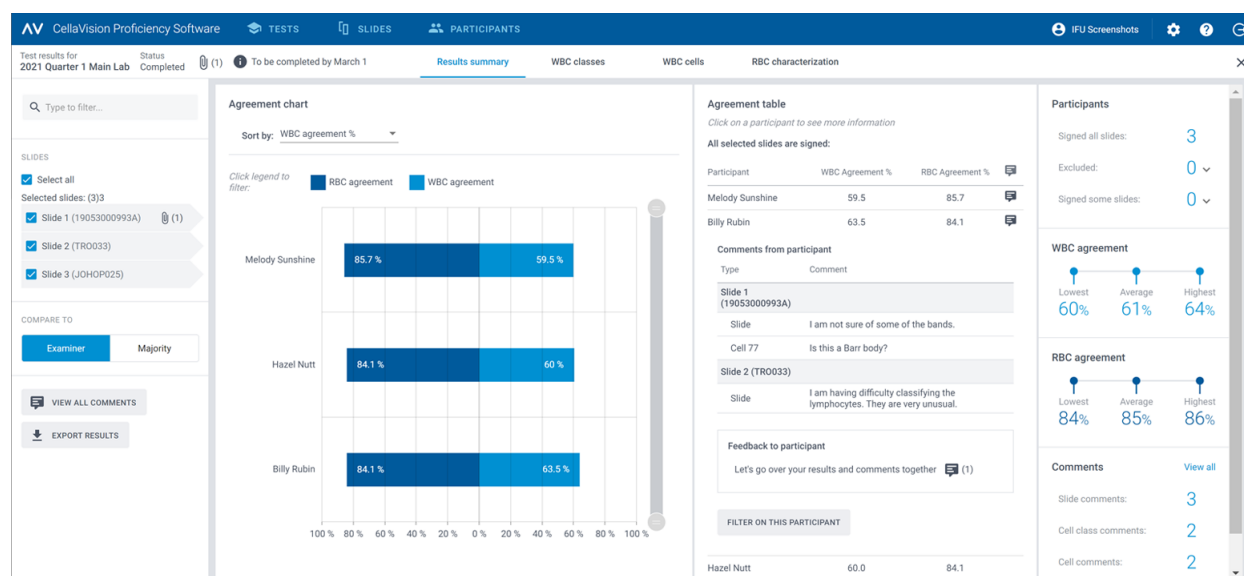 CellaVision Proficiency Software
TESTS
SLIDES
PARTICIPANTS
IFU Screenshots
Test results for
2021 Quarter 1 Main Lab
Status
Completed
(1)
To be completed by March 1
Results summary
WBC classes
WBC cells
RBC characterization
Type to filter...
SLIDES
Select all
Selected slides: (3)3
Slide 1 (19053000993A) (1)
Slide 2 (TRO033)
Slide 3 (JOHOP025)
COMPARE TO
Examiner
Majority
VIEW ALL COMMENTS
EXPORT RESULTS
Agreement chart
Sort by: WBC agreement %
Click legend to
filter:
RBC agreement
WBC agreement
Melody Sunshine 85.7 % 59.5 %
Hazel Nutt 84.1 % 60 %
Billy Rubin 84.1 % 63.5 %
100 % 80 % 60 % 40 % 20 % 0 % 20 % 40 % 60 % 80 % 100 %
Agreement table
Click on a participant to see more information
All selected slides are signed:
Participant WBC Agreement % RBC Agreement %
Melody Sunshine 59.5 85.7
Billy Rubin 63.5 84.1
Comments from participant
Type Comment
Slide 1
(19053000993A)
Slide I am not sure of some of the bands.
Cell 77 Is this a Barr body?
Slide 2 (TRO033)
Slide I am having difficulty classifying the
lymphocytes. They are very unusual.
Feedback to participant
Let's go over your results and comments together (1)
FILTER ON THIS PARTICIPANT
Hazel Nutt 60.0 84.1
Participants
Signed all slides: 3
Excluded: 0
Signed some slides: 0
WBC agreement
Lowest Average Highest
60% 61% 64%
RBC agreement
Lowest Average Highest
84% 85% 86%
Comments View all
Slide comments: 3
Cell class comments: 2
Cell comments: 2